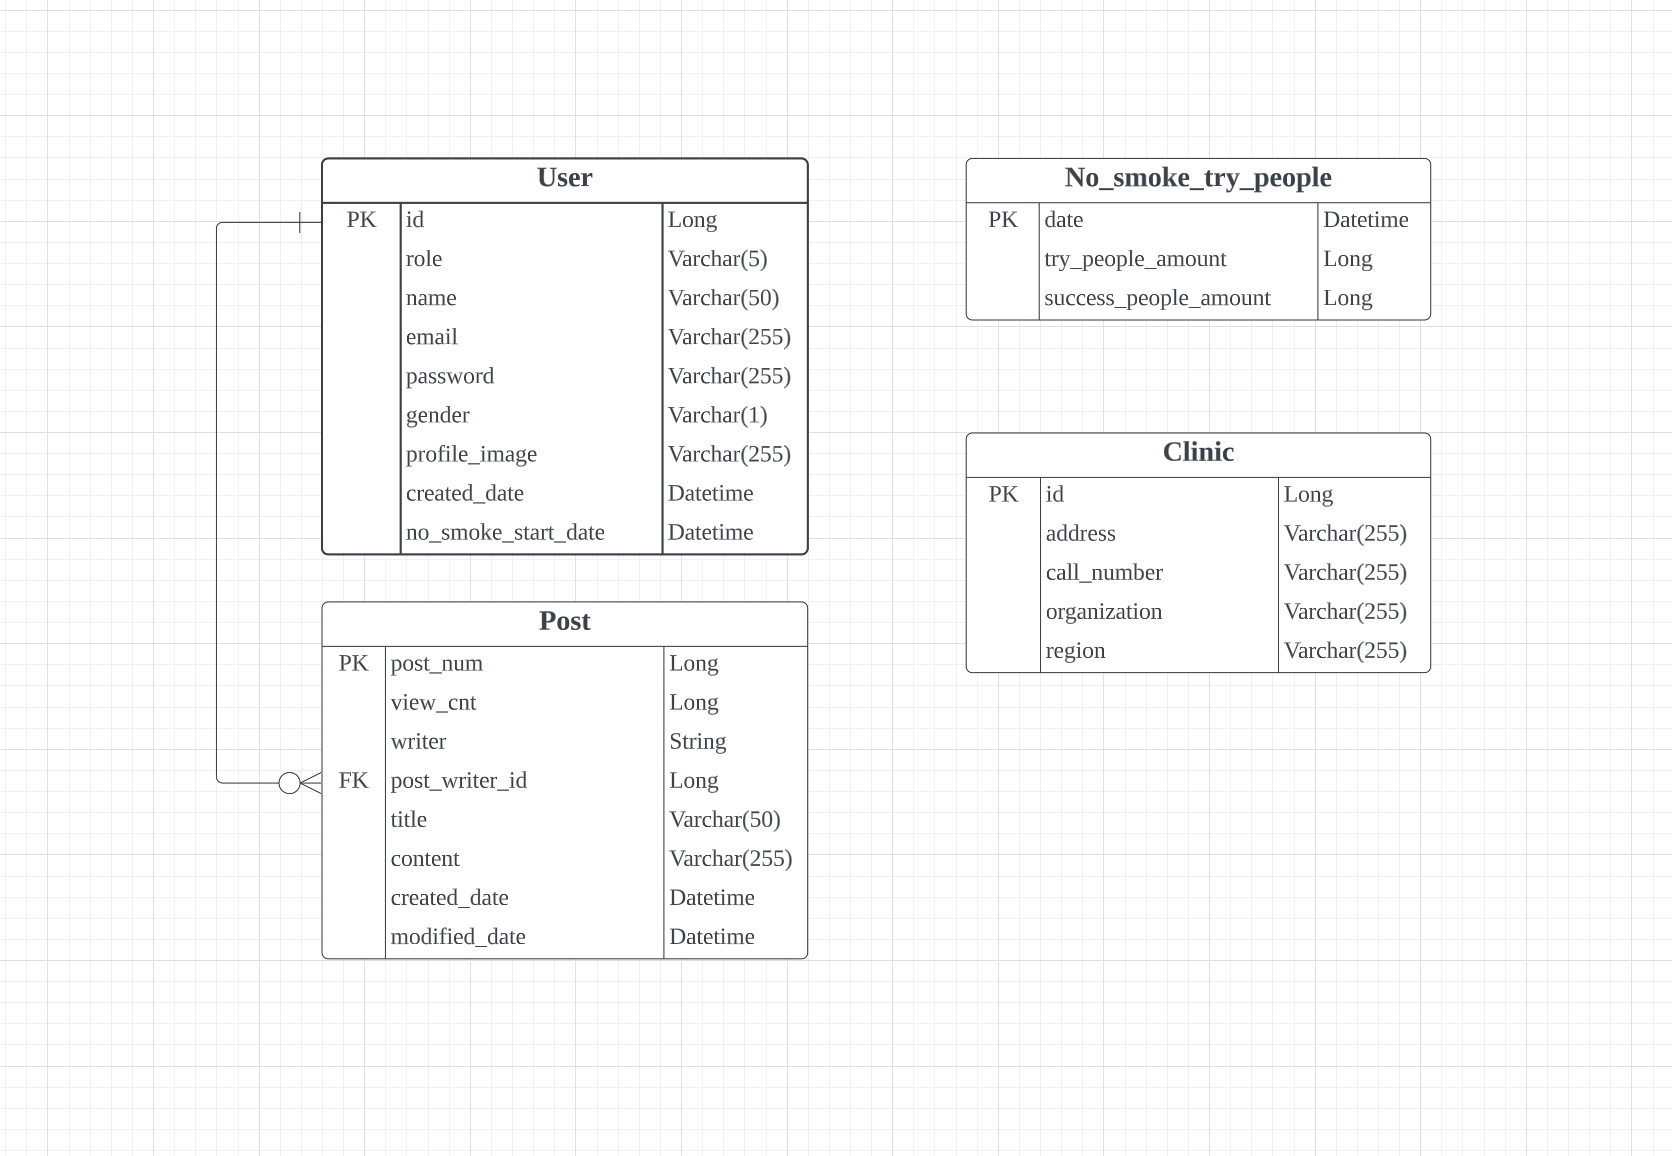 User
PK id Long
role Varchar(5)
name Varchar(50)
email Varchar(255)
password Varchar(255)
gender Varchar(1)
profile_image Varchar(255)
created_date Datetime
no_smoke_start_date Datetime
Post
PK post_num Long
view_cnt Long
writer String
FK post_writer_id Long
title Varchar(50)
content Varchar(255)
created_date Datetime
modified_date Datetime
No_smoke_try_people
PK date Datetime
try_people_amount Long
success_people_amount Long
Clinic
PK id Long
address Varchar(255)
call_number Varchar(255)
organization Varchar(255)
region Varchar(255)